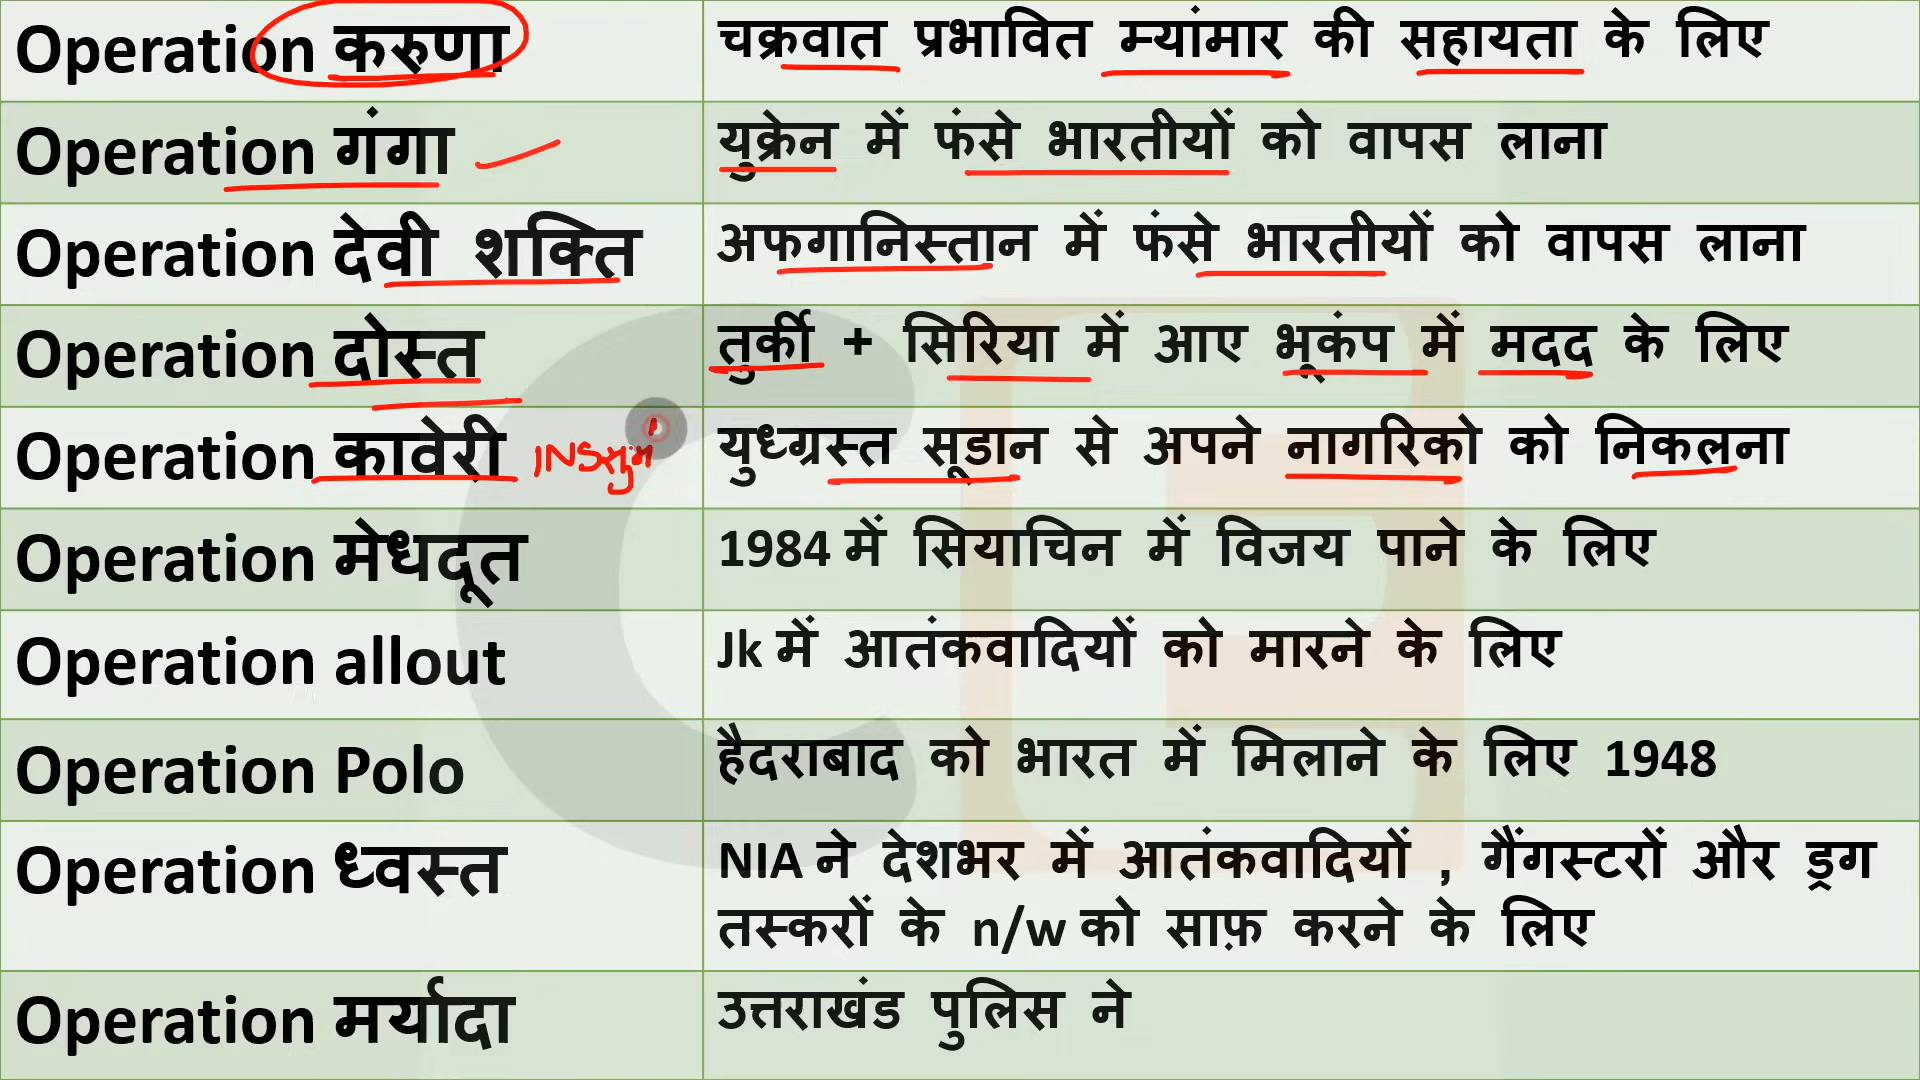 Operation करुणा
चक्रवात प्रभावित म्यांमार की सहायता के लिए
Operation गंगा
युक्रेन में फंसे भारतीयों को वापस लाना
Operation देवी शक्ति
अफगानिस्तान में फंसे भारतीयों को वापस लाना
Operation दोस्त
तुर्की + सिरिया में आए भूकंप में मदद के लिए
Operation कावेरी INS
युध्ग्रस्त सूडान से अपने नागरिको को निकलना
Operation मेधदूत
1984 में सियाचिन में विजय पाने के लिए
Operation allout
Jk में आतंकवादियों को मारने के लिए
Operation Polo
हैदराबाद को भारत में मिलाने के लिए 1948
Operation ध्वस्त
NIA ने देशभर में आतंकवादियों , गैंगस्टरों और ड्रग
तस्करों के n/w को साफ़ करने के लिए
Operation मर्यादा
उत्तराखंड पुलिस ने